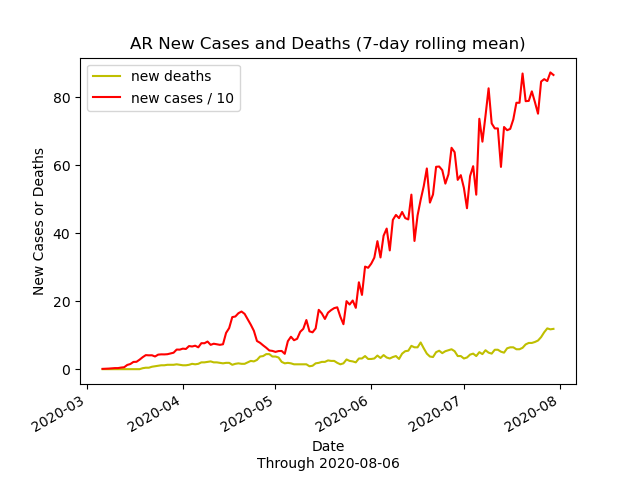 AR New Cases and Deaths (7-day rolling mean)
new deaths
new cases / 10
New Cases or Deaths
80
60
40
20
0
2020-03
2020-04
2020-05
2020-06
2020-07
2020-08
Date
Through 2020-08-06